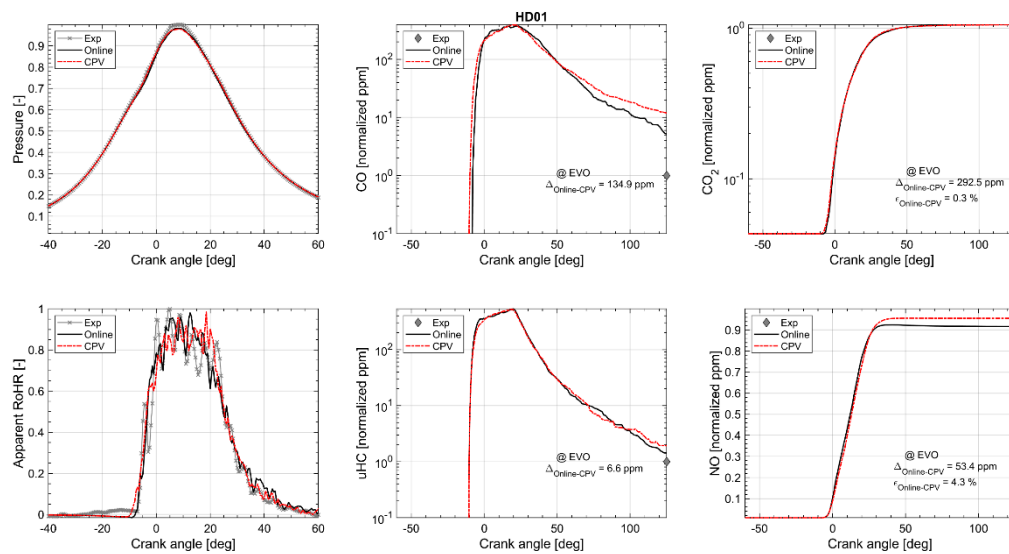 HD01
0.9
0.8
0.7
0.6
0.5
0.4
0.3
0.2
0.1
Pressure [-]
Exp
Online
CPV
-40
-20
0
20
40
60
Crank angle [deg]
10²
10¹
10⁰
10⁻¹
CO [normalized ppm]
Exp
Online
CPV
@ EVO
Δ_Online-CPV = 134.9 ppm
0
50
100
Crank angle [deg]
10⁰
10⁻¹
CO₂ [normalized ppm]
Online
CPV
@ EVO
Δ_Online-CPV = 292.5 ppm
ϵ_Online-CPV = 0.3 %
-50
0
50
100
Crank angle [deg]
1
0.8
0.6
0.4
0.2
0
Apparent RoHR [-]
Exp
Online
CPV
-40
-20
0
20
40
60
Crank angle [deg]
10²
10¹
10⁰
10⁻¹
uHC [normalized ppm]
Exp
Online
CPV
@ EVO
Δ_Online-CPV = 6.6 ppm
-50
0
50
100
Crank angle [deg]
0.9
0.8
0.7
0.6
0.5
0.4
0.3
0.2
0.1
NO [normalized ppm]
Exp
Online
CPV
@ EVO
Δ_Online-CPV = 53.4 ppm
ϵ_Online-CPV = 4.3 %
-50
0
50
100
Crank angle [deg]